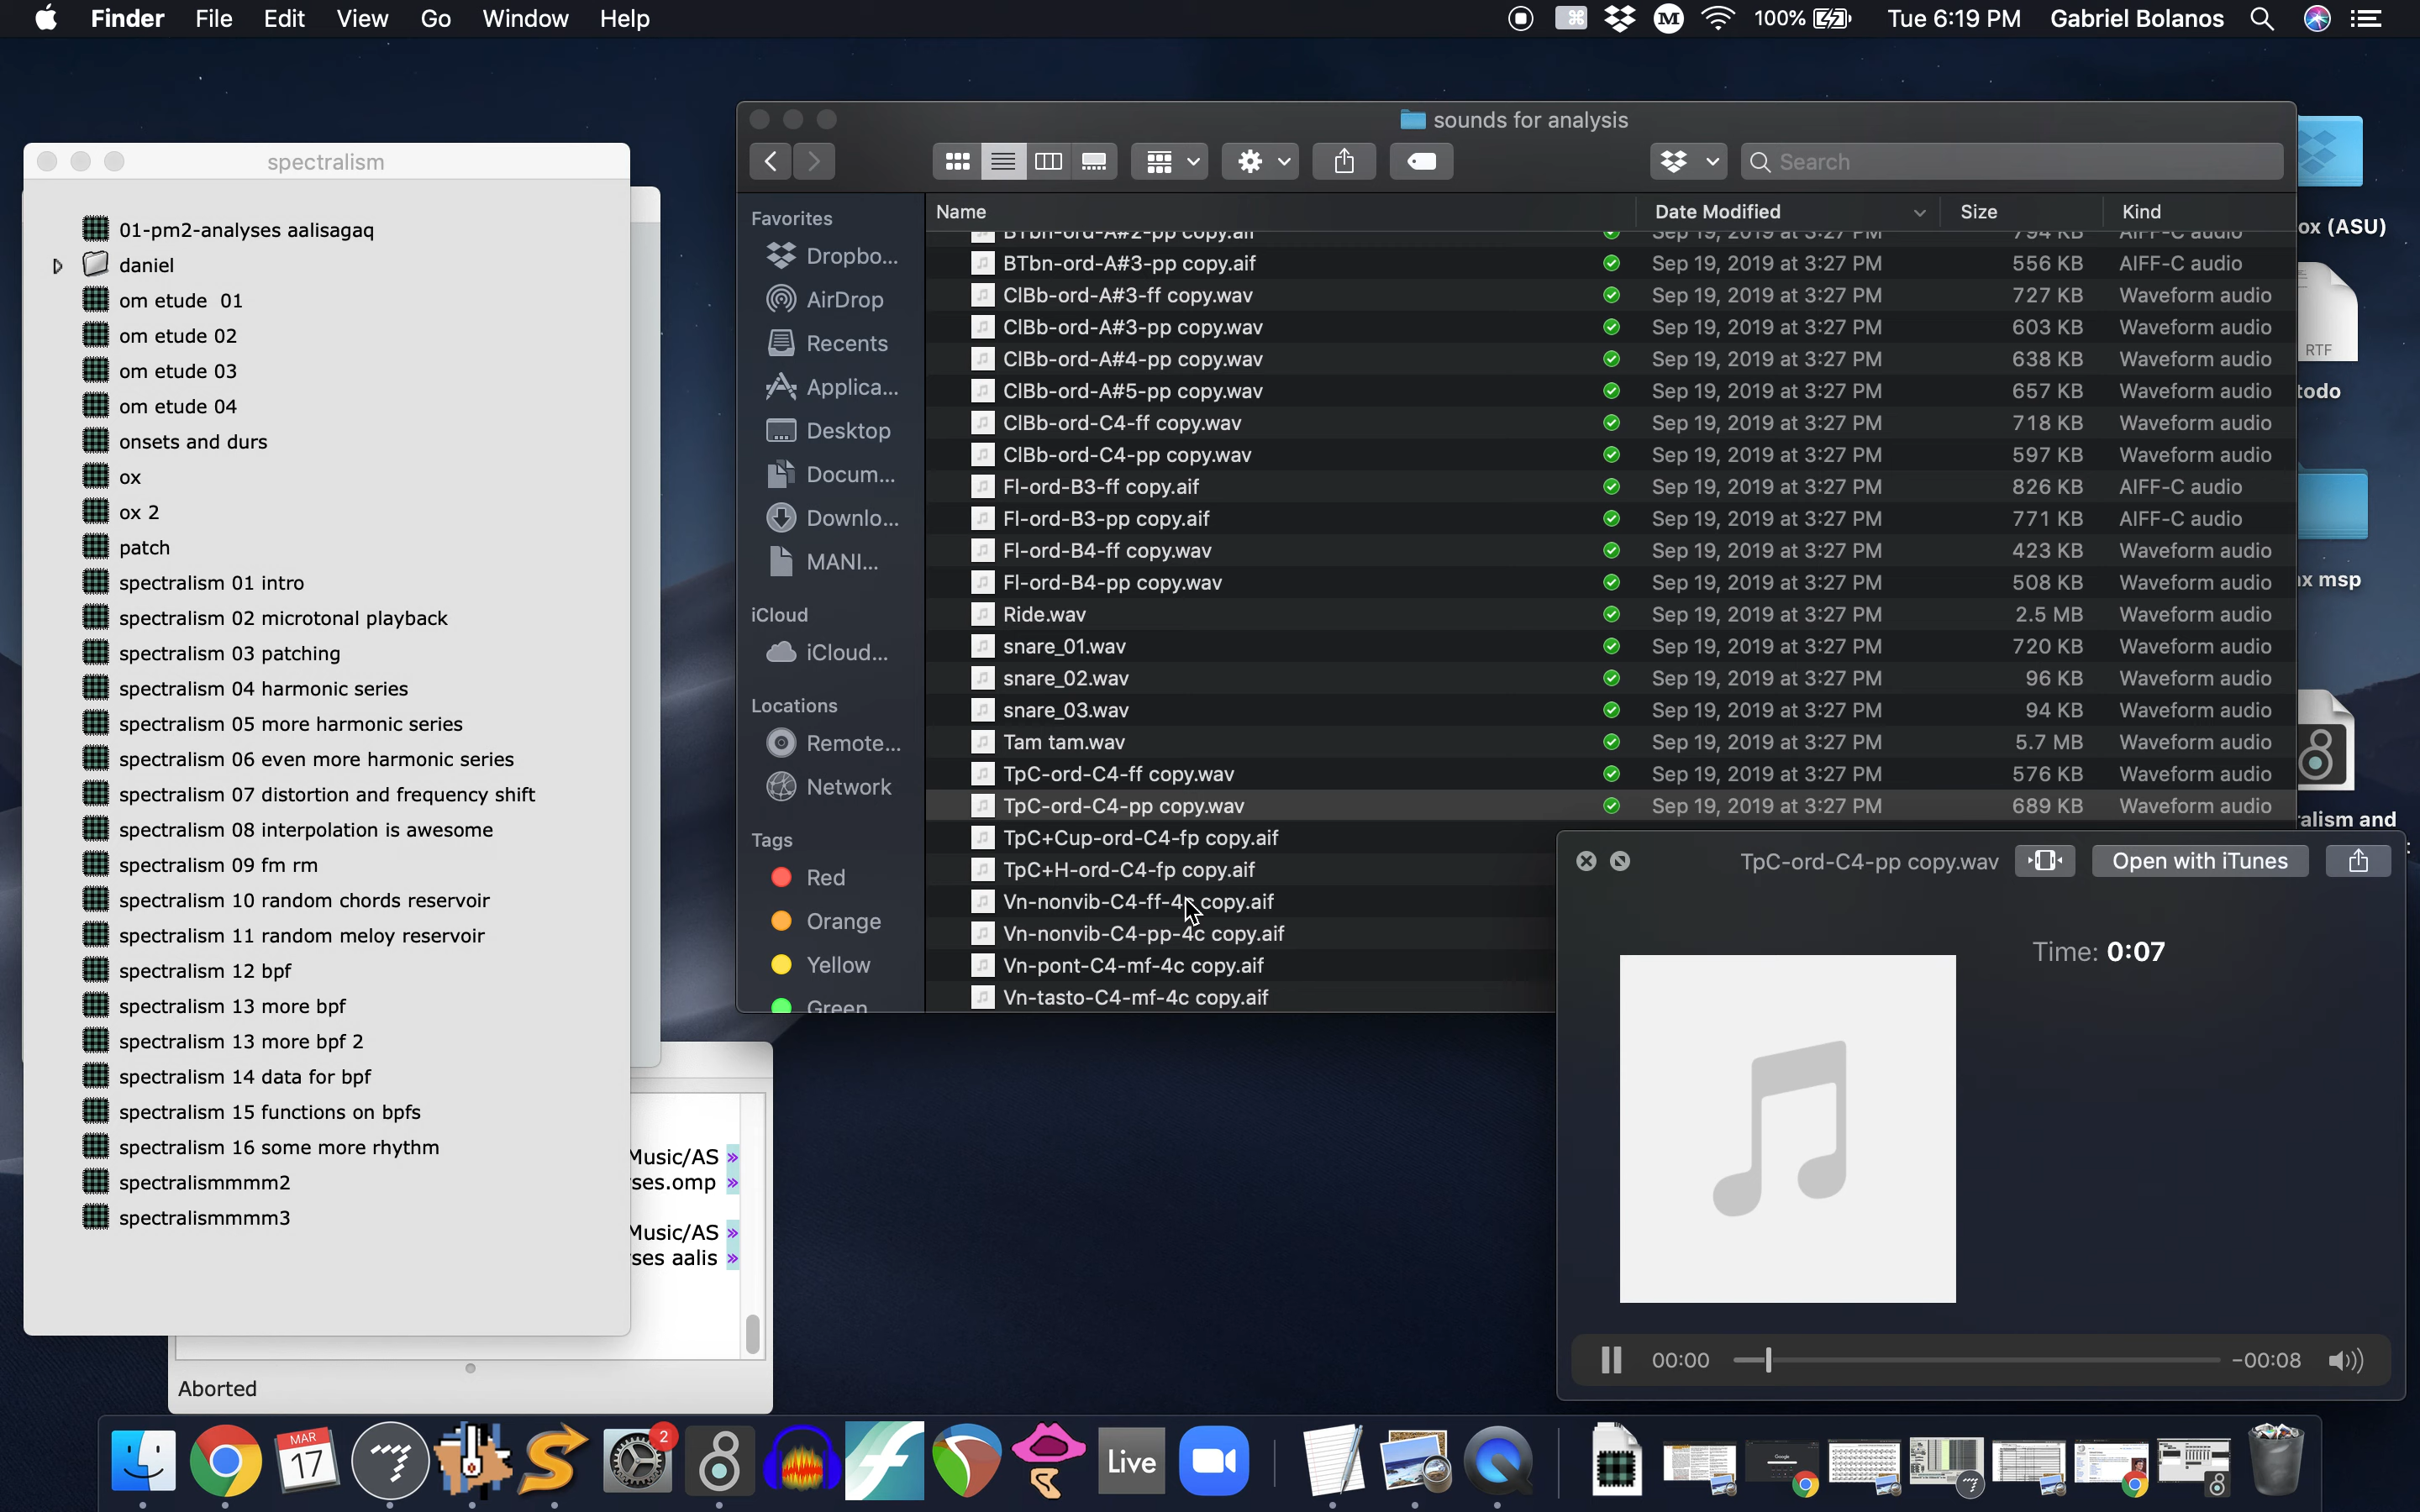 Finder File Edit View Go Window Help
100% Tue 6:19 PM Gabriel Bolanos
spectralism
01-pm2-analyses aalisagaq
daniel
om etude 01
om etude 02
om etude 03
om etude 04
onsets and durs
ox
ox 2
patch
spectralism 01 intro
spectralism 02 microtonal playback
spectralism 03 patching
spectralism 04 harmonic series
spectralism 05 more harmonic series
spectralism 06 even more harmonic series
spectralism 07 distortion and frequency shift
spectralism 08 interpolation is awesome
spectralism 09 fm rm
spectralism 10 random chords reservoir
spectralism 11 random meloy reservoir
spectralism 12 bpf
spectralism 13 more bpf
spectralism 13 more bpf 2
spectralism 14 data for bpf
spectralism 15 functions on bpfs
spectralism 16 some more rhythm
spectralismmmm2
spectralismmmm3
Music/AS »
ses.omp »
Music/AS »
ses aalis »
Aborted
sounds for analysis
Search
Favorites
Dropbo...
AirDrop
Recents
Applica...
Desktop
Docum...
Downlo...
MANI...
iCloud
iCloud...
Locations
Remote...
Network
Tags
Red
Orange
Yellow
Green
Name Date Modified Size Kind
BTbn-ord-A#2-pp copy.aif Sep 19, 2019 at 3:27 PM 794 KB AIFF-C audio
BTbn-ord-A#3-pp copy.aif Sep 19, 2019 at 3:27 PM 556 KB AIFF-C audio
ClBb-ord-A#3-ff copy.wav Sep 19, 2019 at 3:27 PM 727 KB Waveform audio
ClBb-ord-A#3-pp copy.wav Sep 19, 2019 at 3:27 PM 603 KB Waveform audio
ClBb-ord-A#4-pp copy.wav Sep 19, 2019 at 3:27 PM 638 KB Waveform audio
ClBb-ord-A#5-pp copy.wav Sep 19, 2019 at 3:27 PM 657 KB Waveform audio
ClBb-ord-C4-ff copy.wav Sep 19, 2019 at 3:27 PM 718 KB Waveform audio
ClBb-ord-C4-pp copy.wav Sep 19, 2019 at 3:27 PM 597 KB Waveform audio
Fl-ord-B3-ff copy.aif Sep 19, 2019 at 3:27 PM 826 KB AIFF-C audio
Fl-ord-B3-pp copy.aif Sep 19, 2019 at 3:27 PM 771 KB AIFF-C audio
Fl-ord-B4-ff copy.wav Sep 19, 2019 at 3:27 PM 423 KB Waveform audio
Fl-ord-B4-pp copy.wav Sep 19, 2019 at 3:27 PM 508 KB Waveform audio
Ride.wav Sep 19, 2019 at 3:27 PM 2.5 MB Waveform audio
snare_01.wav Sep 19, 2019 at 3:27 PM 720 KB Waveform audio
snare_02.wav Sep 19, 2019 at 3:27 PM 96 KB Waveform audio
snare_03.wav Sep 19, 2019 at 3:27 PM 94 KB Waveform audio
Tam tam.wav Sep 19, 2019 at 3:27 PM 5.7 MB Waveform audio
TpC-ord-C4-ff copy.wav Sep 19, 2019 at 3:27 PM 576 KB Waveform audio
TpC-ord-C4-pp copy.wav Sep 19, 2019 at 3:27 PM 689 KB Waveform audio
TpC+Cup-ord-C4-fp copy.aif
TpC+H-ord-C4-fp copy.aif
Vn-nonvib-C4-ff-4c copy.aif
Vn-nonvib-C4-pp-4c copy.aif
Vn-pont-C4-mf-4c copy.aif
Vn-tasto-C4-mf-4c copy.aif
ox (ASU)
RTF
todo
x msp
alism and
TpC-ord-C4-pp copy.wav Open with iTunes
Time: 0:07
00:00 -00:08
MAR
17
2
8
Live